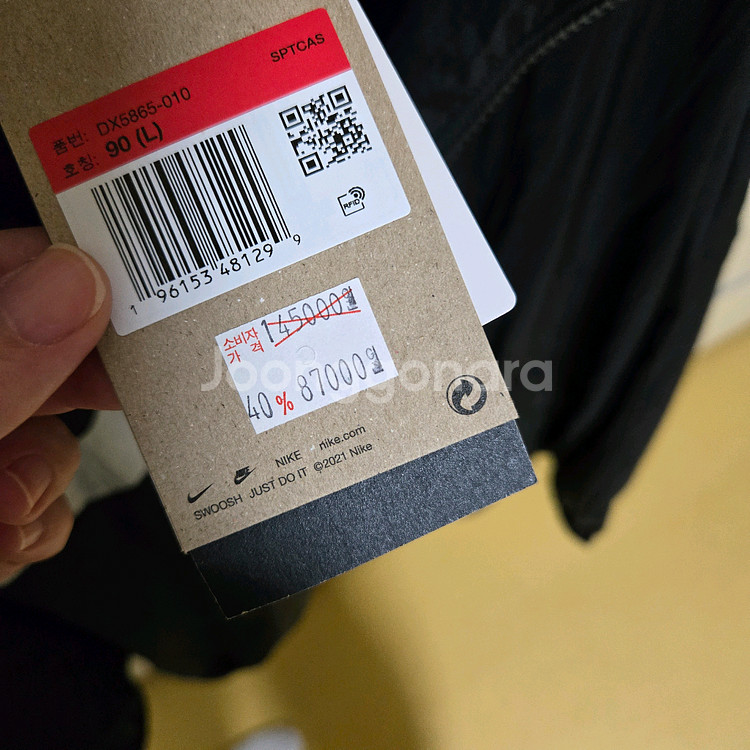 SPTCAS
품번: DX5865-010
호칭: 90 (L)
RFID
1 96153 48129 9
소비자
가 격
145000원
40% 87000원
Joonggonara
NIKE nike.com
SWOOSH JUST DO IT ©2021 Nike